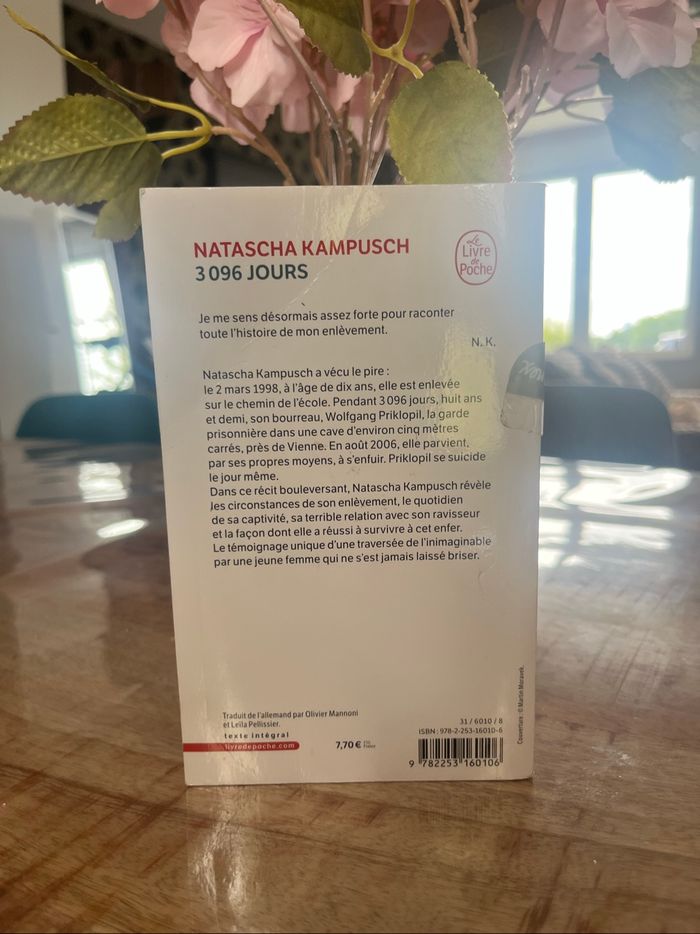 NATASCHA KAMPUSCH
3 096 JOURS
Le
Livre
de
Poche
Je me sens désormais assez forte pour raconter
toute l'histoire de mon enlèvement.
N. K.
Natascha Kampusch a vécu le pire :
le 2 mars 1998, à l'âge de dix ans, elle est enlevée
sur le chemin de l'école. Pendant 3 096 jours, huit ans
et demi, son bourreau, Wolfgang Priklopil, la garde
prisonnière dans une cave d'environ cinq mètres
carrés, près de Vienne. En août 2006, elle parvient,
par ses propres moyens, à s'enfuir. Priklopil se suicide
le jour même.
Dans ce récit bouleversant, Natascha Kampusch révèle
les circonstances de son enlèvement, le quotidien
de sa captivité, sa terrible relation avec son ravisseur
et la façon dont elle a réussi à survivre à cet enfer.
Le témoignage unique d'une traversée de l'inimaginable
par une jeune femme qui ne s'est jamais laissé briser.
Couverture : © Martin Moravek.
Traduit de l'allemand par Olivier Mannoni
et Leïla Pellissier.
texte intégral
livredepoche.com
7,70 €
31 / 6010 / 8
ISBN : 978-2-253-16010-6
9 782253 160106